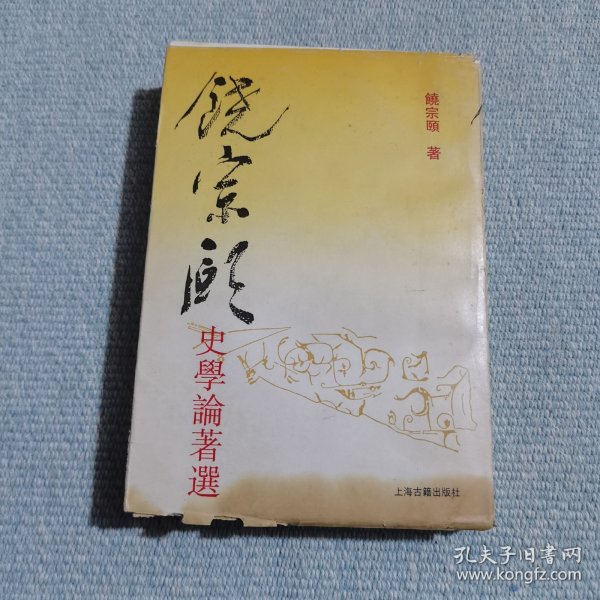 饒宗頤 著
饒宗頤
史學論著選
上海古籍出版社
孔夫子旧书网
www.kongfz.com